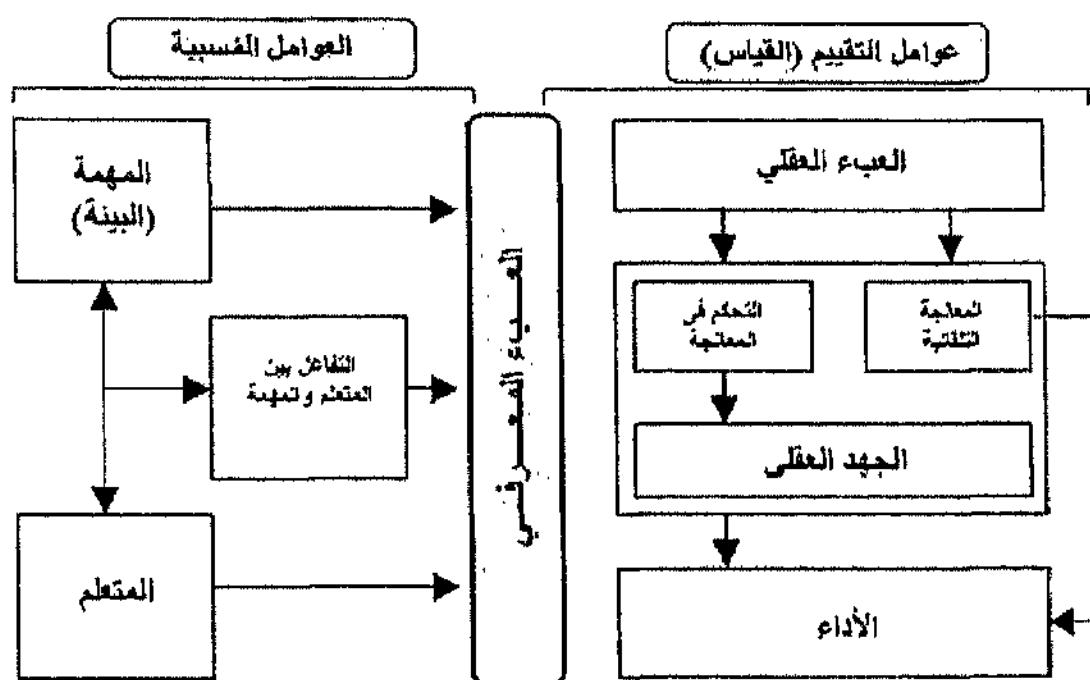 عوامل التقييم (القياس)
العوامل السببية
العبء العقلي
المعالجة
التلقائية
التحكم في
المعالجة
الجهد العقلي
الأداء
العبء المعرفي
المهمة
(البيئة)
التفاعل بين
المتعلم والمهمة
المتعلم